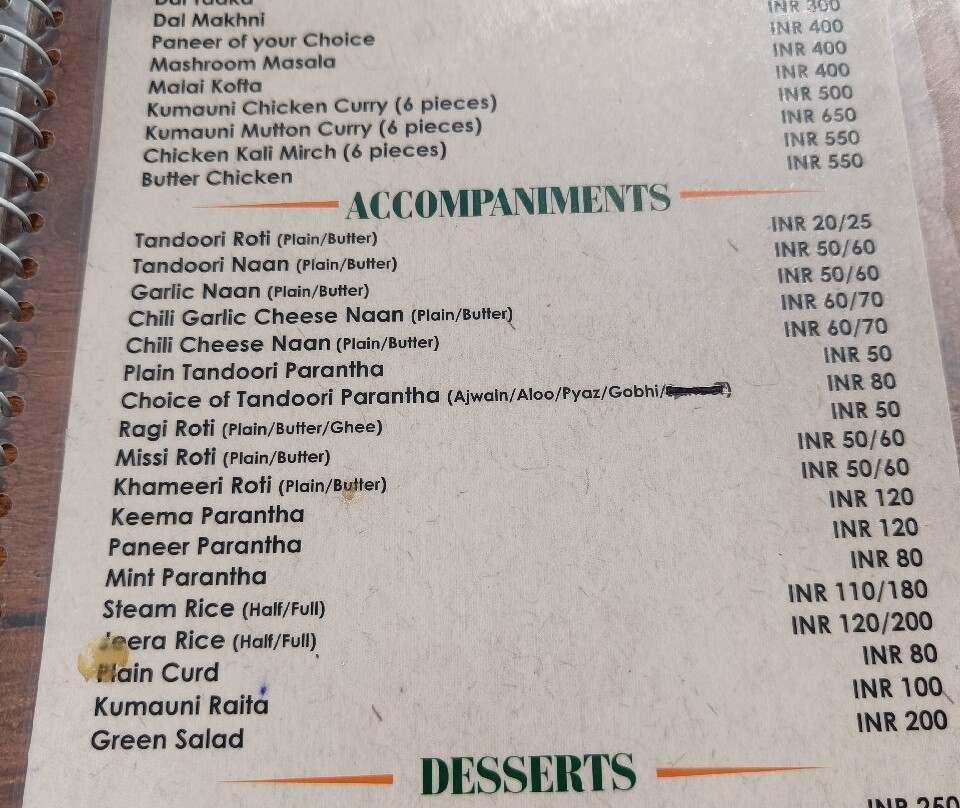 Dal Tadka
Dal Makhni INR 300
Paneer of your Choice INR 400
Mashroom Masala INR 400
Malai Kofta INR 400
Kumauni Chicken Curry (6 pieces) INR 500
Kumauni Mutton Curry (6 pieces) INR 650
Chicken Kali Mirch (6 pieces) INR 550
Butter Chicken INR 550
ACCOMPANIMENTS
Tandoori Roti (Plain/Butter) INR 20/25
Tandoori Naan (Plain/Butter) INR 50/60
Garlic Naan (Plain/Butter) INR 50/60
Chili Garlic Cheese Naan (Plain/Butter) INR 60/70
Chili Cheese Naan (Plain/Butter) INR 60/70
Plain Tandoori Parantha INR 50
Choice of Tandoori Parantha (Ajwain/Aloo/Pyaz/Gobhi/ ) INR 80
Ragi Roti (Plain/Butter/Ghee) INR 50
Missi Roti (Plain/Butter) INR 50/60
Khameeri Roti (Plain/Butter) INR 50/60
Keema Parantha INR 120
Paneer Parantha INR 120
Mint Parantha INR 80
Steam Rice (Half/Full) INR 110/180
Jeera Rice (Half/Full) INR 120/200
Plain Curd INR 80
Kumauni Raita INR 100
Green Salad INR 200
DESSERTS
INR 250